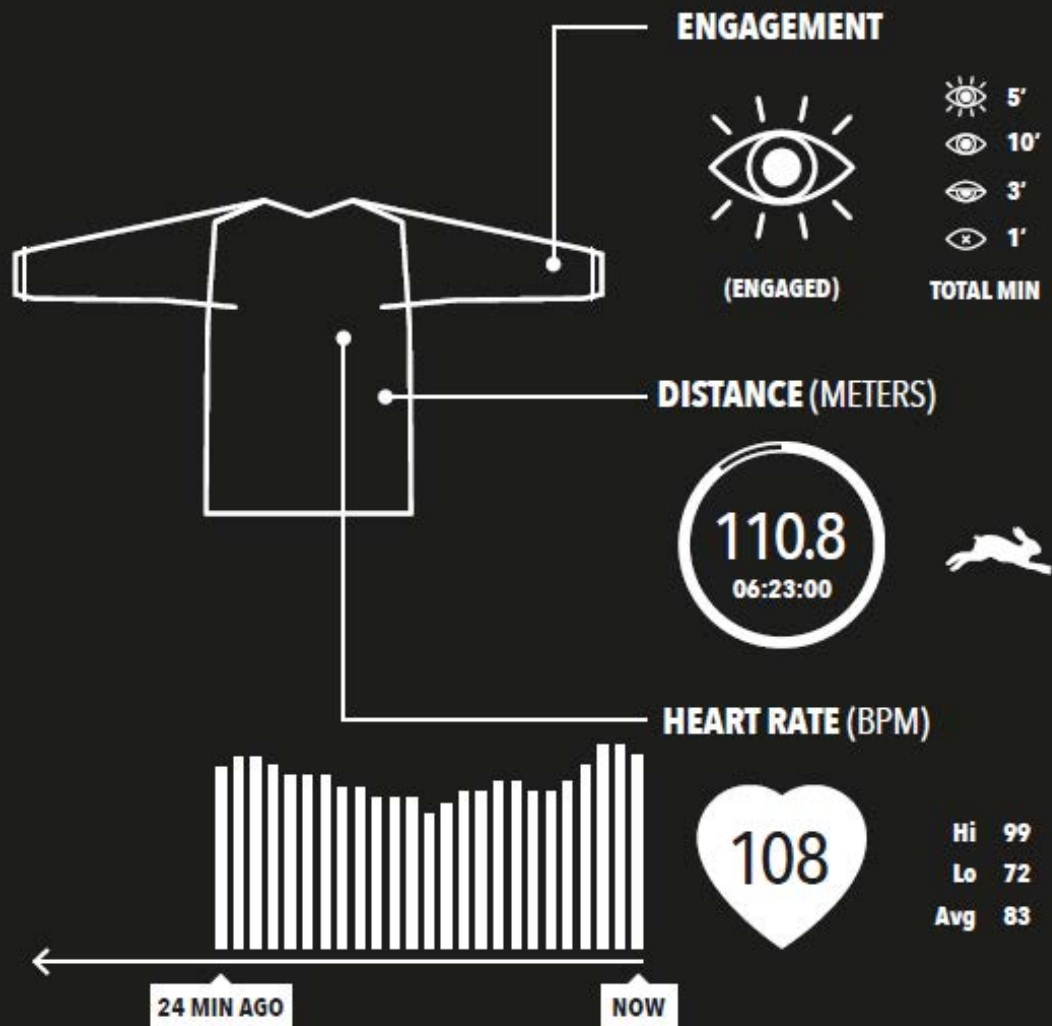 ENGAGEMENT
5'
10'
3'
1'
(ENGAGED)
TOTAL MIN
DISTANCE (METERS)
110.8
06:23:00
HEART RATE (BPM)
108
Hi 99
Lo 72
Avg 83
24 MIN AGO
NOW